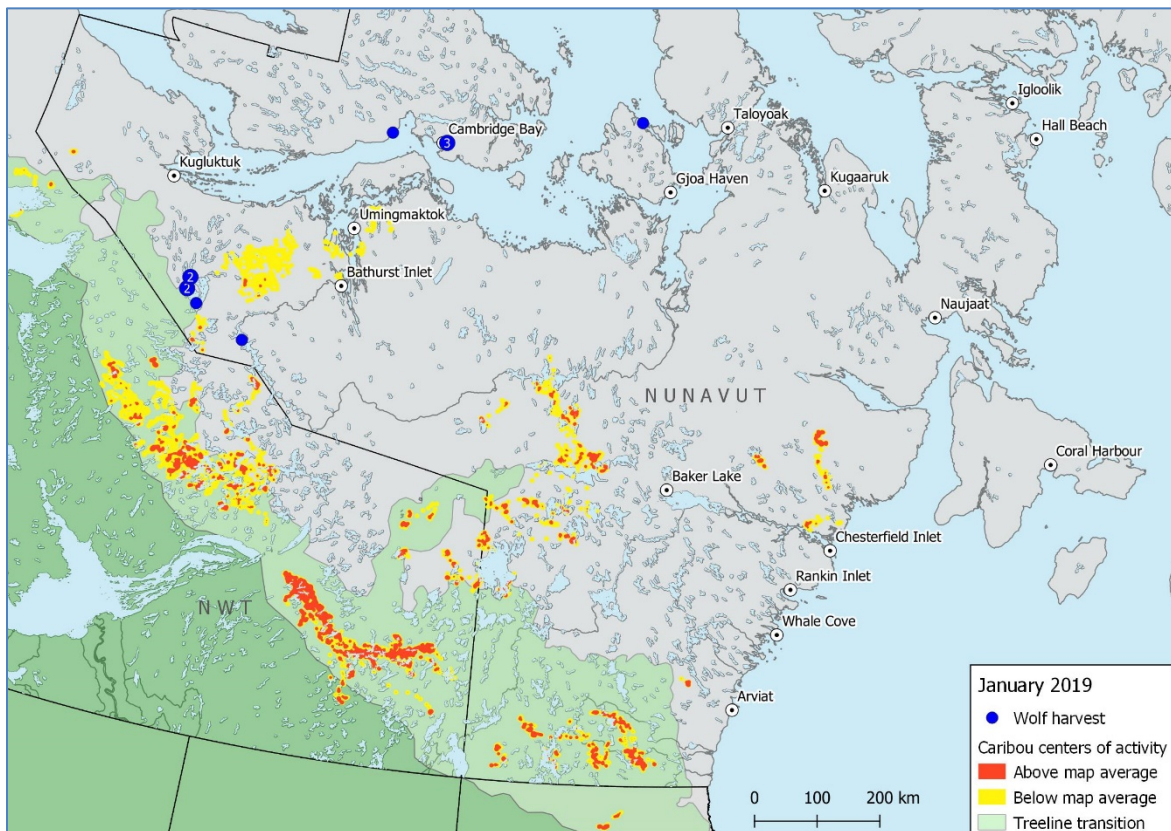 Igloolik
Taloyoak
Hall Beach
Cambridge Bay
3
Kugluktuk
Kugaaruk
Gjoa Haven
Umingmaktok
2
2
Bathurst Inlet
Naujaat
NUNAVUT
Coral Harbour
Baker Lake
Chesterfield Inlet
Rankin Inlet
NWT
Whale Cove
Arviat
January 2019
Wolf harvest
Caribou centers of activity
Above map average
Below map average
Treeline transition
0 100 200 km